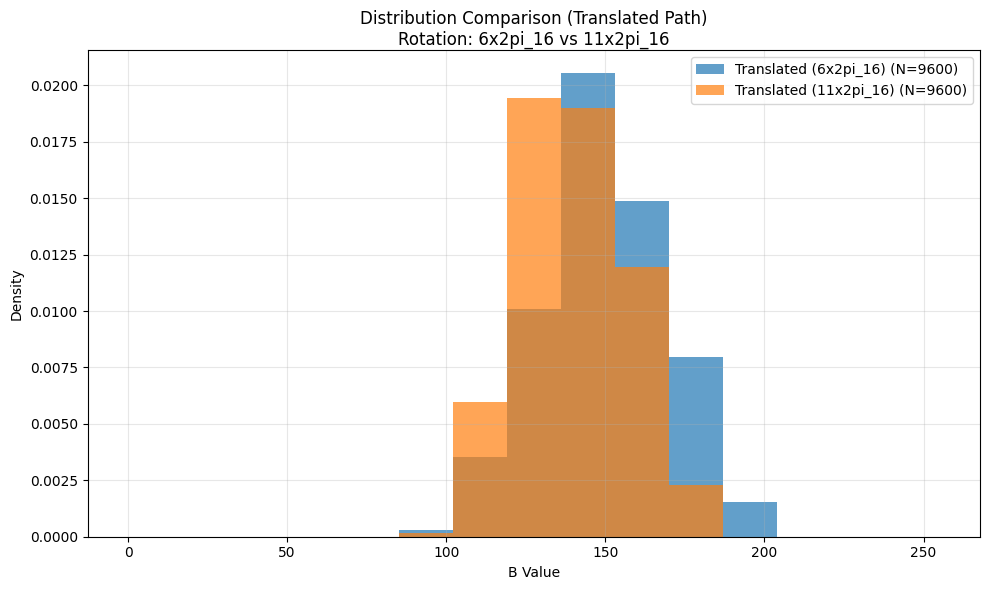 Distribution Comparison (Translated Path)
Rotation: 6x2pi_16 vs 11x2pi_16
Translated (6x2pi_16) (N=9600)
Translated (11x2pi_16) (N=9600)
Density
0.0200
0.0175
0.0150
0.0125
0.0100
0.0075
0.0050
0.0025
0.0000
0 50 100 150 200 250
B Value